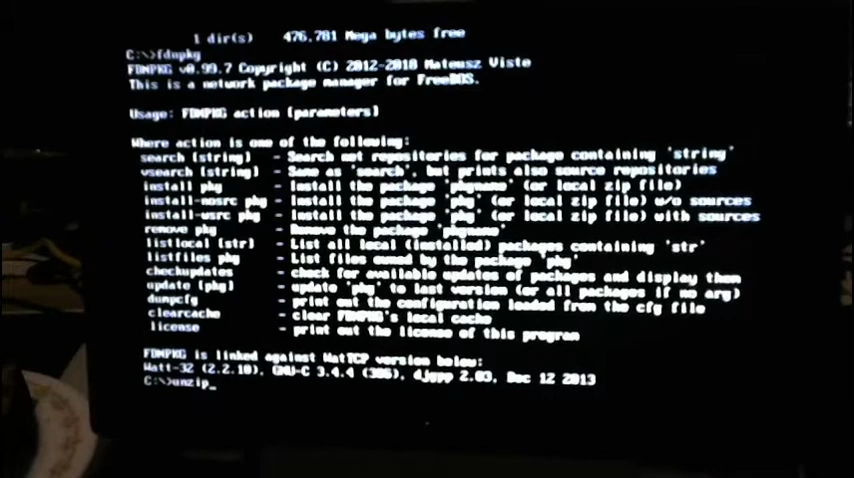 1 dir(s) 476.781 Mega bytes free
C:\>fdnpkg
FDNPKG v0.99.7 Copyright (C) 2012-2018 Mateusz Viste
This is a network package manager for FreeDOS.
Usage: FDNPKG action [parameters]
Where action is one of the following:
search [string] - Search net repositories for package containing 'string'
vsearch [string] - Same as 'search', but prints also source repositories
install pkg - Install the package 'pkgname' (or local zip file)
install-nosrc pkg - Install the package 'pkg' (or local zip file) w/o sources
install-wsrc pkg - Install the package 'pkg' (or local zip file) with sources
remove pkg - Remove the package 'pkgname'
listlocal [str] - List all local (installed) packages containing 'str'
listfiles pkg - List files owned by the package 'pkg'
checkupdates - check for available updates of packages and display them
update [pkg] - update 'pkg' to last version (or all packages if no arg)
dumpcfg - print out the configuration loaded from the cfg file
clearcache - clear FDNPKG's local cache
license - print out the license of this program
FDNPKG is linked against WatTCP version below:
Watt-32 (2.2.10), GNU-C 3.4.4 (386), djgpp 2.03, Dec 12 2013
C:\>unzip_